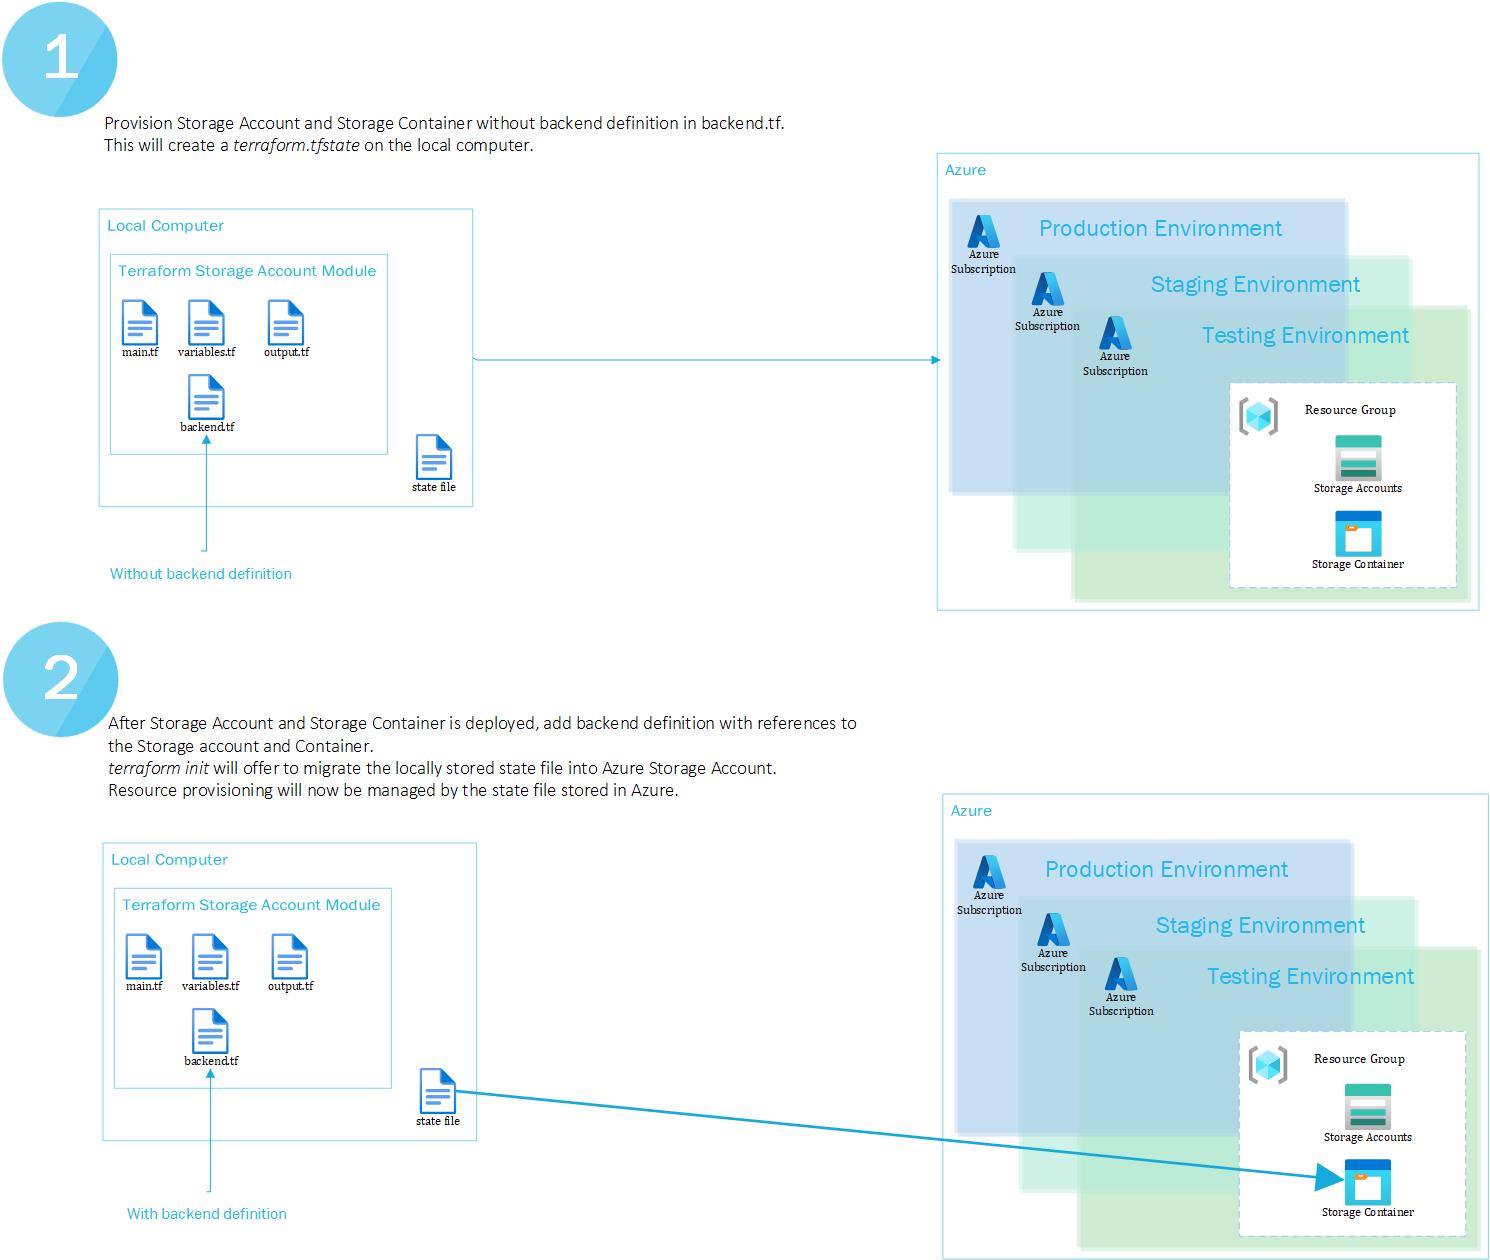 1
Provision Storage Account and Storage Container without backend definition in backend.tf.
This will create a terraform.tfstate on the local computer.
Azure
Production Environment
Azure
Subscription
Staging Environment
Azure
Subscription
Testing Environment
Azure
Subscription
Resource Group
Storage Accounts
Storage Container
Local Computer
Terraform Storage Account Module
main.tf
variables.tf
output.tf
backend.tf
state file
Without backend definition
2
After Storage Account and Storage Container is deployed, add backend definition with references to
the Storage account and Container.
terraform init will offer to migrate the locally stored state file into Azure Storage Account.
Resource provisioning will now be managed by the state file stored in Azure.
Azure
Production Environment
Azure
Subscription
Staging Environment
Azure
Subscription
Testing Environment
Azure
Subscription
Resource Group
Storage Accounts
Storage Container
Local Computer
Terraform Storage Account Module
main.tf
variables.tf
output.tf
backend.tf
state file
With backend definition